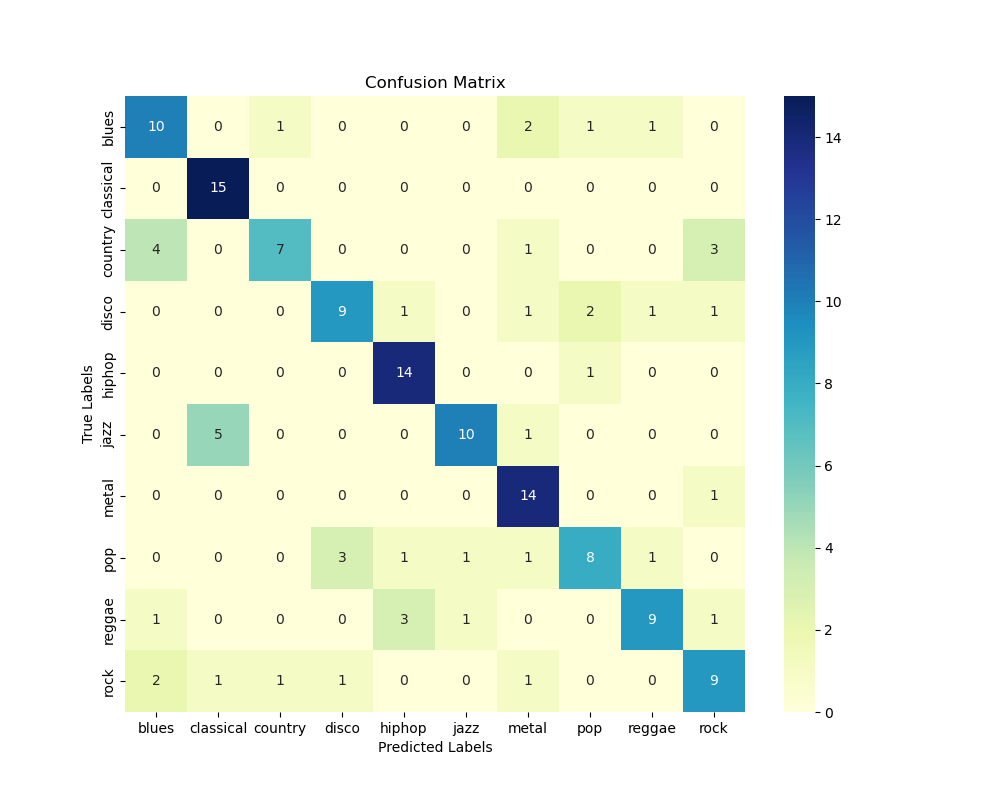 Confusion Matrix
blues 10 0 1 0 0 0 2 1 1 0
classical 0 15 0 0 0 0 0 0 0 0
country 4 0 7 0 0 0 1 0 0 3
disco 0 0 0 9 1 0 1 2 1 1
hiphop 0 0 0 0 14 0 0 1 0 0
jazz 0 5 0 0 0 10 1 0 0 0
metal 0 0 0 0 0 0 14 0 0 1
pop 0 0 0 3 1 1 1 8 1 0
reggae 1 0 0 0 3 1 0 0 9 1
rock 2 1 1 1 0 0 1 0 0 9
blues classical country disco hiphop jazz metal pop reggae rock
Predicted Labels
True Labels
14
12
10
8
6
4
2
0